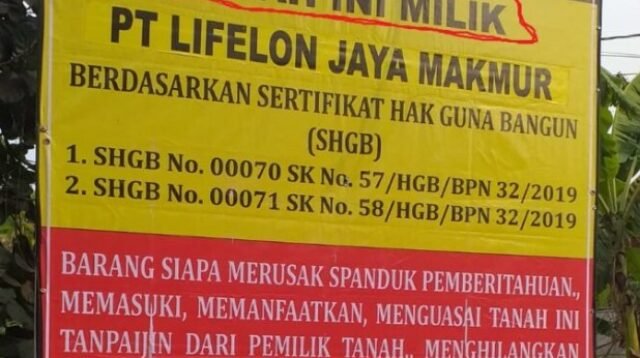 INI MILIK
PT LIFELON JAYA MAKMUR
BERDASARKAN SERTIFIKAT HAK GUNA BANGUN
(SHGB)
1. SHGB No. 00070 SK No. 57/HGB/BPN 32/2019
2. SHGB No. 00071 SK No. 58/HGB/BPN 32/2019
BARANG SIAPA MERUSAK SPANDUK PEMBERITAHUAN.,
MEMASUKI, MEMANFAATKAN, MENGUASAI TANAH INI
TANPAIJIN DARI PEMILIK TANAH., MENGHILANGKAN